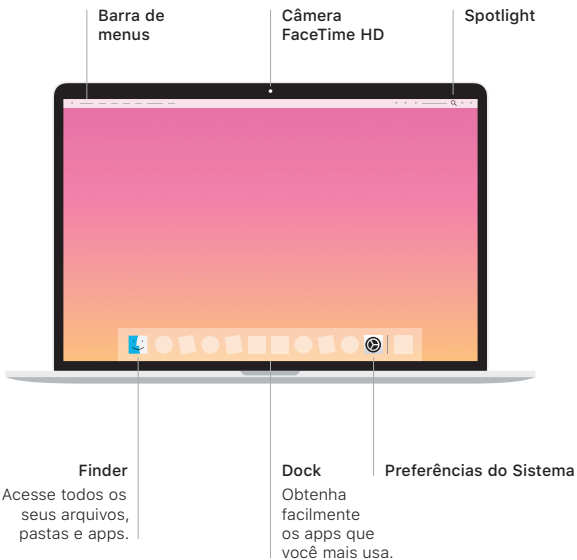 Barra de
menus
Câmera
FaceTime HD
Spotlight
Finder
Acesse todos os
seus arquivos,
pastas e apps.
Dock
Obtenha
facilmente
os apps que
você mais usa.
Preferências do Sistema